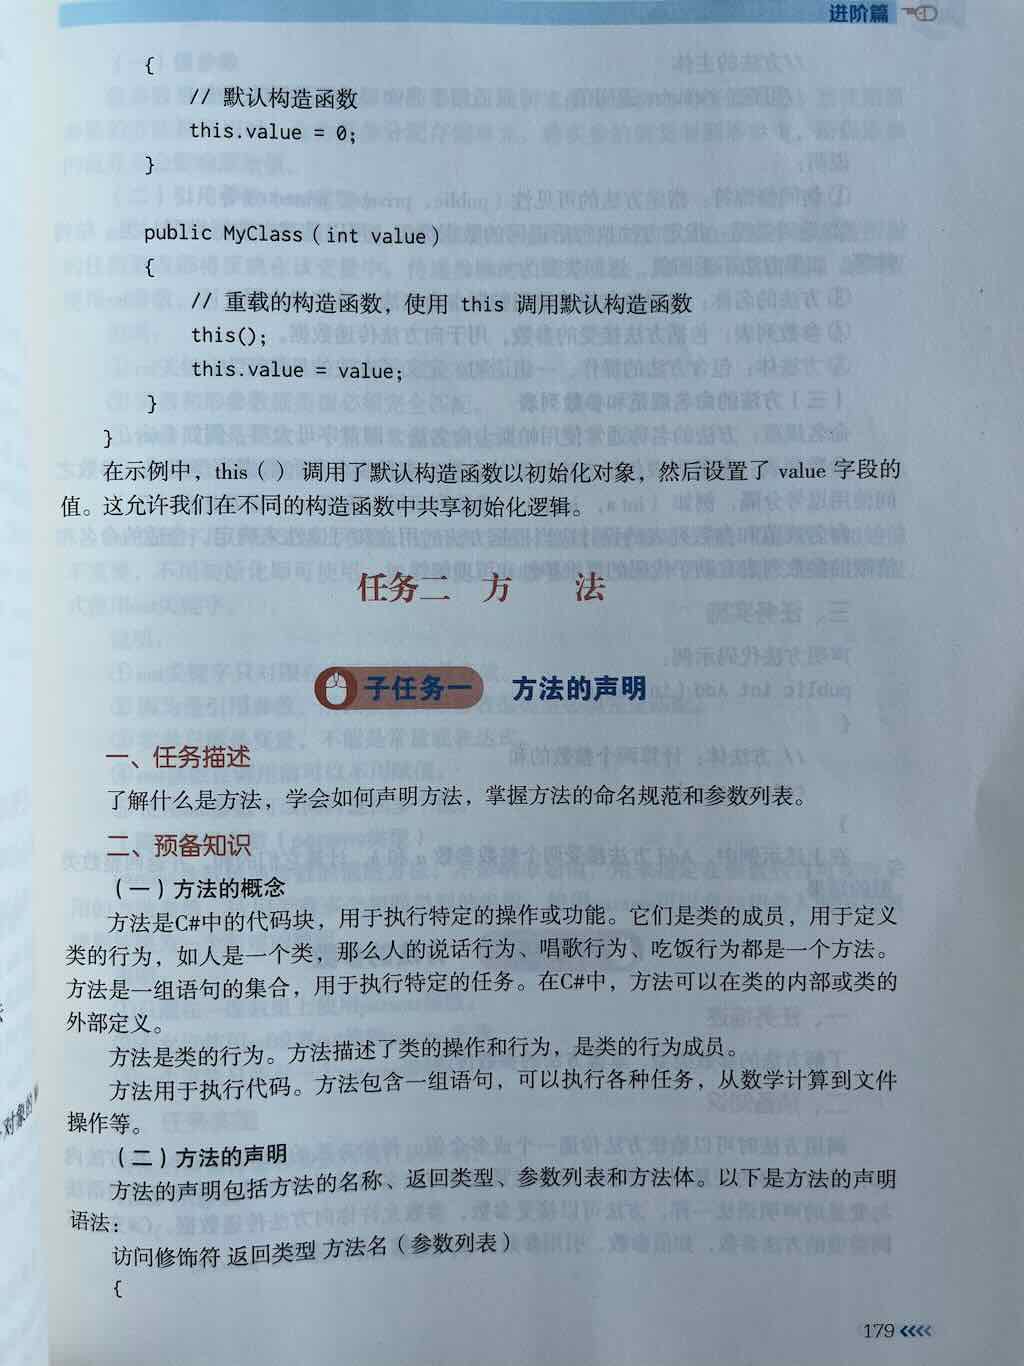 进阶篇
{
// 默认构造函数
this.value = 0;
}
public MyClass（int value）
{
// 重载的构造函数，使用 this 调用默认构造函数
this();
this.value = value;
}
}
在示例中，this（） 调用了默认构造函数以初始化对象，然后设置了 value 字段的
值。这允许我们在不同的构造函数中共享初始化逻辑。
任务二 方 法
子任务一 方法的声明
一、任务描述
了解什么是方法，学会如何声明方法，掌握方法的命名规范和参数列表。
二、预备知识
（一）方法的概念
方法是C#中的代码块，用于执行特定的操作或功能。它们是类的成员，用于定义
类的行为，如人是一个类，那么人的说话行为、唱歌行为、吃饭行为都是一个方法。
方法是一组语句的集合，用于执行特定的任务。在C#中，方法可以在类的内部或类的
外部定义。
方法是类的行为。方法描述了类的操作和行为，是类的行为成员。
方法用于执行代码。方法包含一组语句，可以执行各种任务，从数学计算到文件
操作等。
（二）方法的声明
方法的声明包括方法的名称、返回类型、参数列表和方法体。以下是方法的声明
语法：
访问修饰符 返回类型 方法名（参数列表）
{
179
对象的